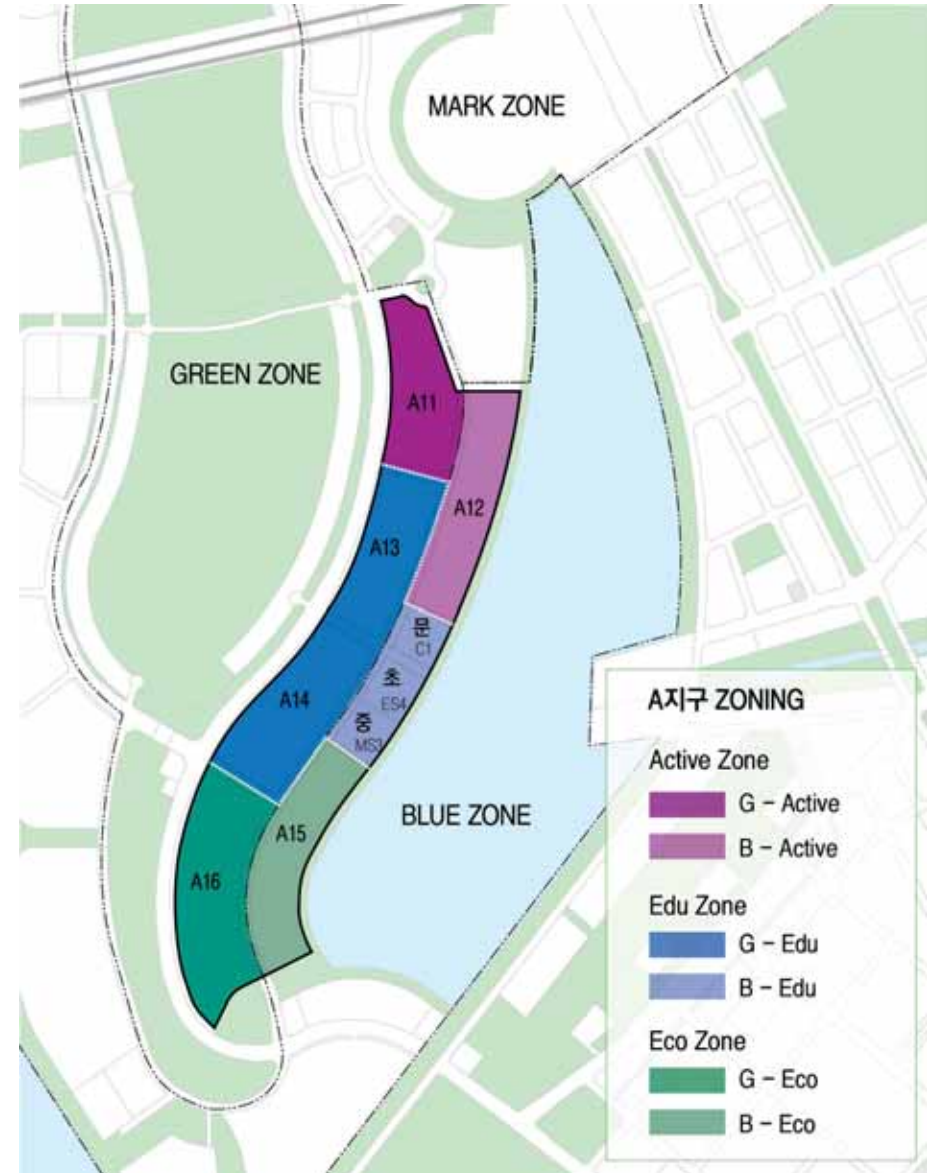 MARK ZONE
GREEN ZONE
A11
A12
A13
문
C1
초
ES4
A14
중
MS3
BLUE ZONE
A15
A16
A지구 ZONING
Active Zone
G – Active
B – Active
Edu Zone
G – Edu
B – Edu
Eco Zone
G – Eco
B – Eco